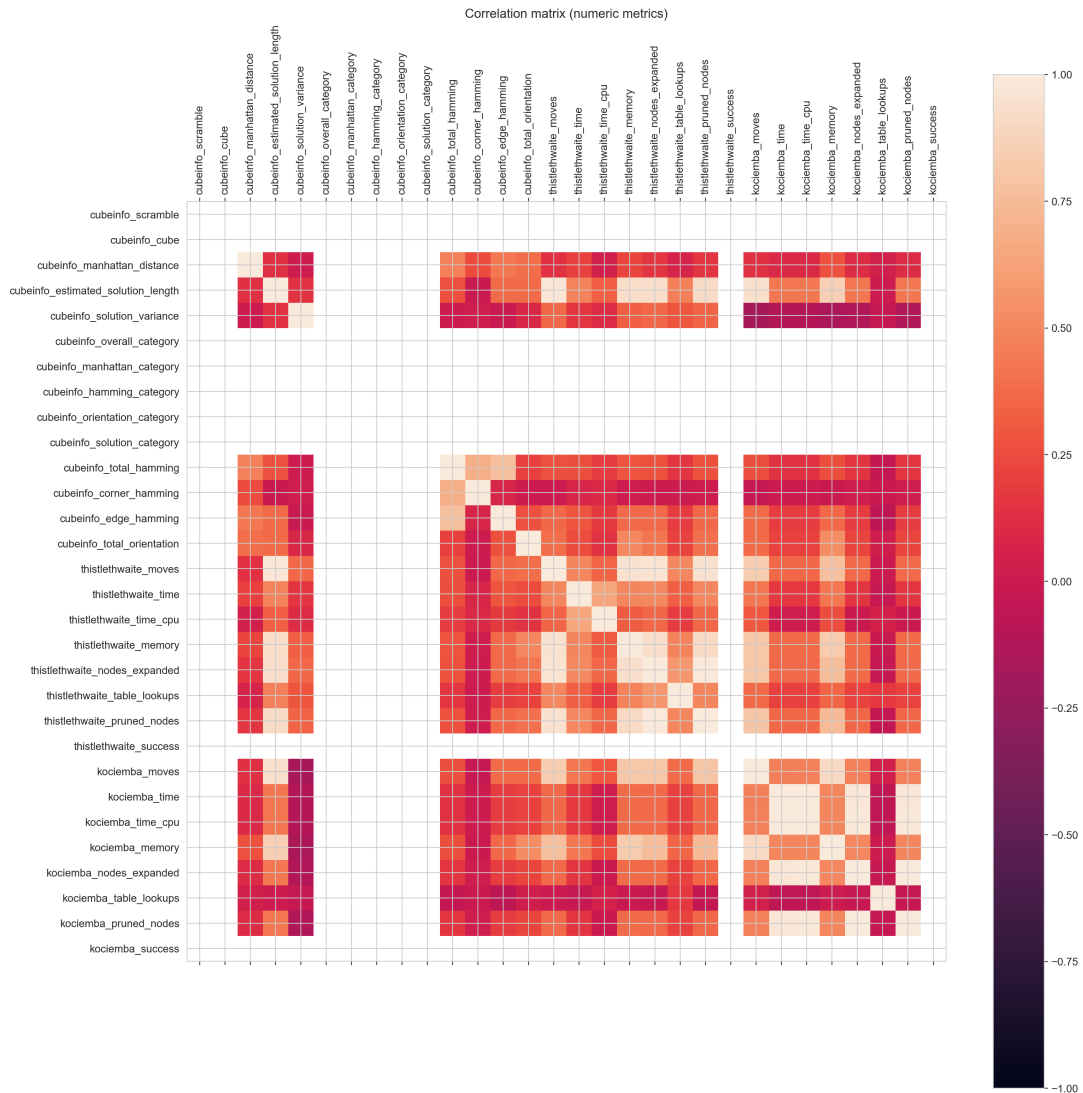 Correlation matrix (numeric metrics)
cubeinfo_scramble
cubeinfo_cube
cubeinfo_manhattan_distance
cubeinfo_estimated_solution_length
cubeinfo_solution_variance
cubeinfo_overall_category
cubeinfo_manhattan_category
cubeinfo_hamming_category
cubeinfo_orientation_category
cubeinfo_solution_category
cubeinfo_total_hamming
cubeinfo_corner_hamming
cubeinfo_edge_hamming
cubeinfo_total_orientation
thistlethwaite_moves
thistlethwaite_time
thistlethwaite_time_cpu
thistlethwaite_memory
thistlethwaite_nodes_expanded
thistlethwaite_table_lookups
thistlethwaite_pruned_nodes
thistlethwaite_success
kociemba_moves
kociemba_time
kociemba_time_cpu
kociemba_memory
kociemba_nodes_expanded
kociemba_table_lookups
kociemba_pruned_nodes
kociemba_success
cubeinfo_scramble
cubeinfo_cube
cubeinfo_manhattan_distance
cubeinfo_estimated_solution_length
cubeinfo_solution_variance
cubeinfo_overall_category
cubeinfo_manhattan_category
cubeinfo_hamming_category
cubeinfo_orientation_category
cubeinfo_solution_category
cubeinfo_total_hamming
cubeinfo_corner_hamming
cubeinfo_edge_hamming
cubeinfo_total_orientation
thistlethwaite_moves
thistlethwaite_time
thistlethwaite_time_cpu
thistlethwaite_memory
thistlethwaite_nodes_expanded
thistlethwaite_table_lookups
thistlethwaite_pruned_nodes
thistlethwaite_success
kociemba_moves
kociemba_time
kociemba_time_cpu
kociemba_memory
kociemba_nodes_expanded
kociemba_table_lookups
kociemba_pruned_nodes
kociemba_success
1.00
0.75
0.50
0.25
0.00
−0.25
−0.50
−0.75
−1.00